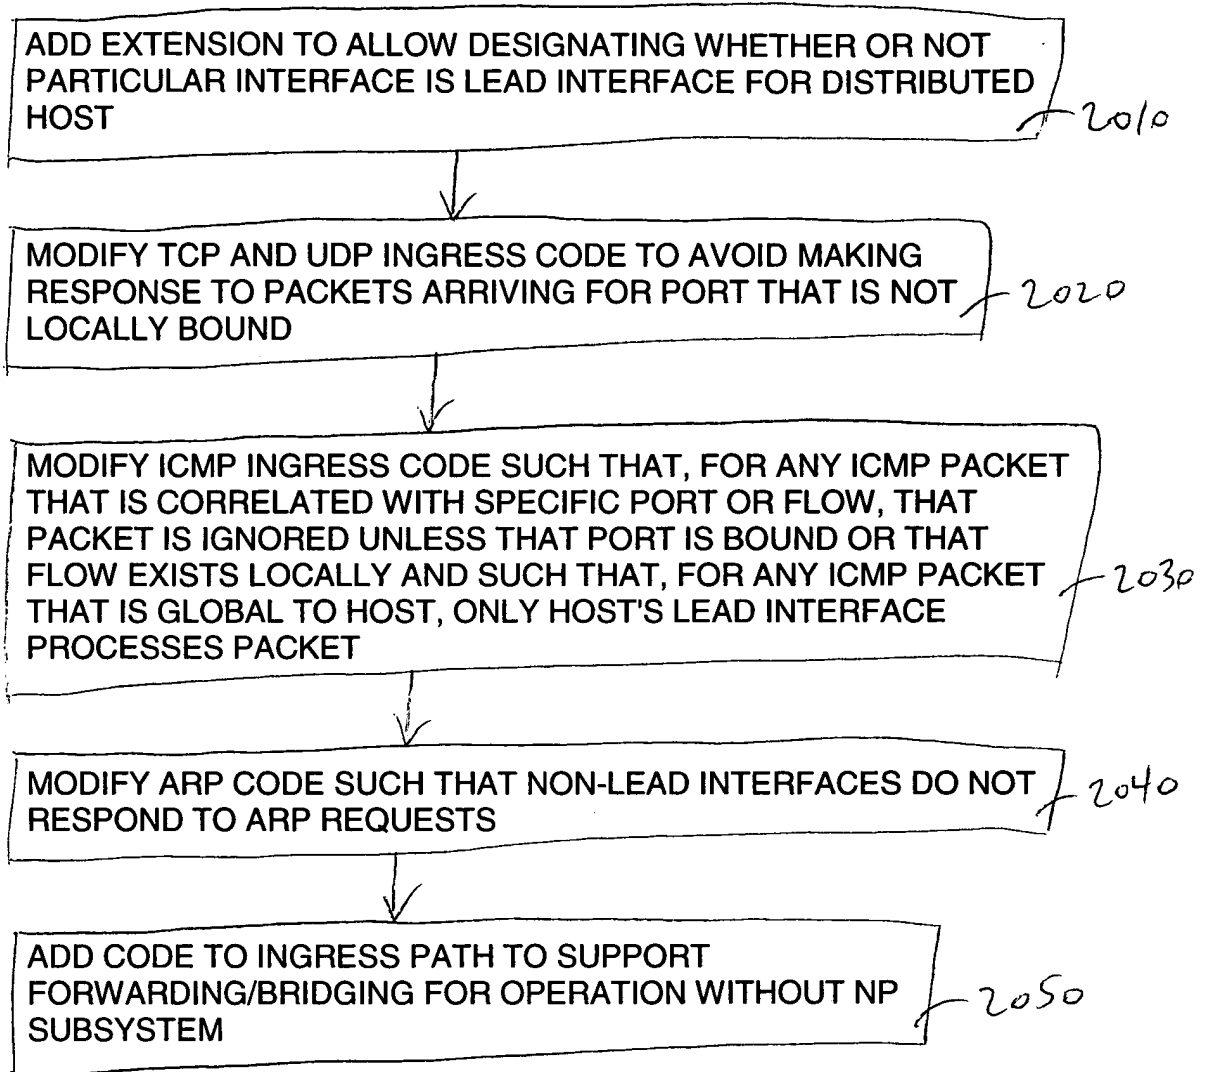 ADD EXTENSION TO ALLOW DESIGNATING WHETHER OR NOT
PARTICULAR INTERFACE IS LEAD INTERFACE FOR DISTRIBUTED
HOST
2010
MODIFY TCP AND UDP INGRESS CODE TO AVOID MAKING
RESPONSE TO PACKETS ARRIVING FOR PORT THAT IS NOT
LOCALLY BOUND
2020
MODIFY ICMP INGRESS CODE SUCH THAT, FOR ANY ICMP PACKET
THAT IS CORRELATED WITH SPECIFIC PORT OR FLOW, THAT
PACKET IS IGNORED UNLESS THAT PORT IS BOUND OR THAT
FLOW EXISTS LOCALLY AND SUCH THAT, FOR ANY ICMP PACKET
THAT IS GLOBAL TO HOST, ONLY HOST'S LEAD INTERFACE
PROCESSES PACKET
2030
MODIFY ARP CODE SUCH THAT NON-LEAD INTERFACES DO NOT
RESPOND TO ARP REQUESTS
2040
ADD CODE TO INGRESS PATH TO SUPPORT
FORWARDING/BRIDGING FOR OPERATION WITHOUT NP
SUBSYSTEM
2050